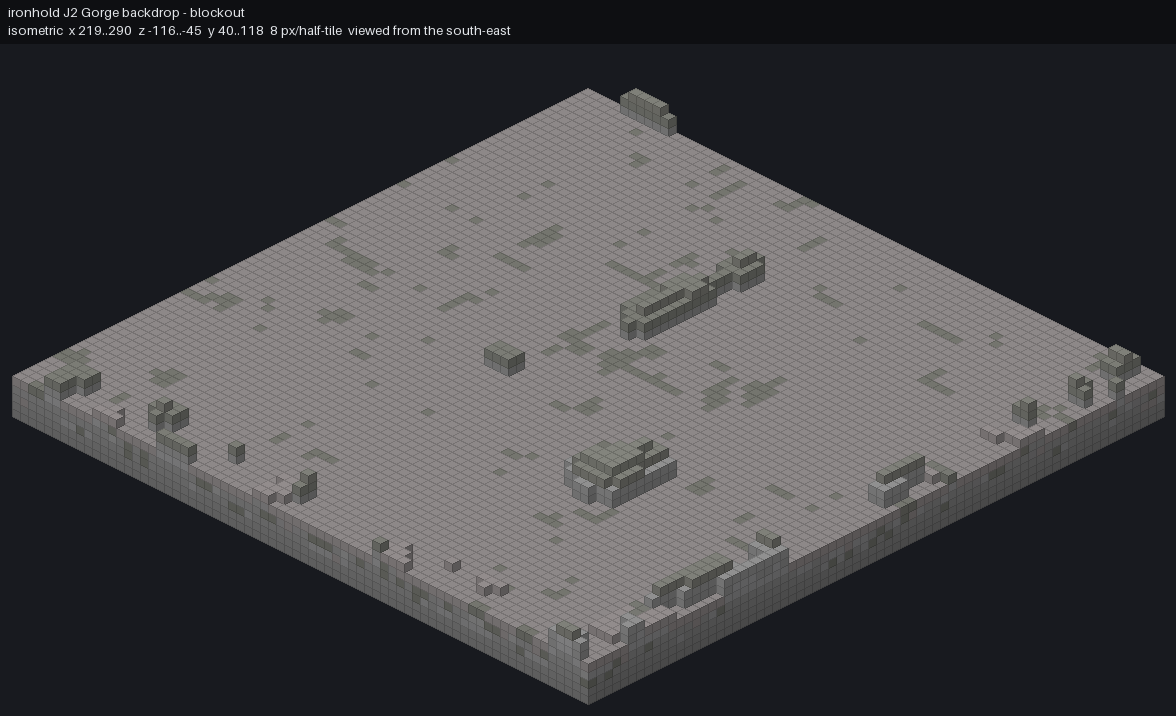 ironhold J2 Gorge backdrop - blockout
isometric  x 219..290  z -116..-45  y 40..118  8 px/half-tile  viewed from the south-east